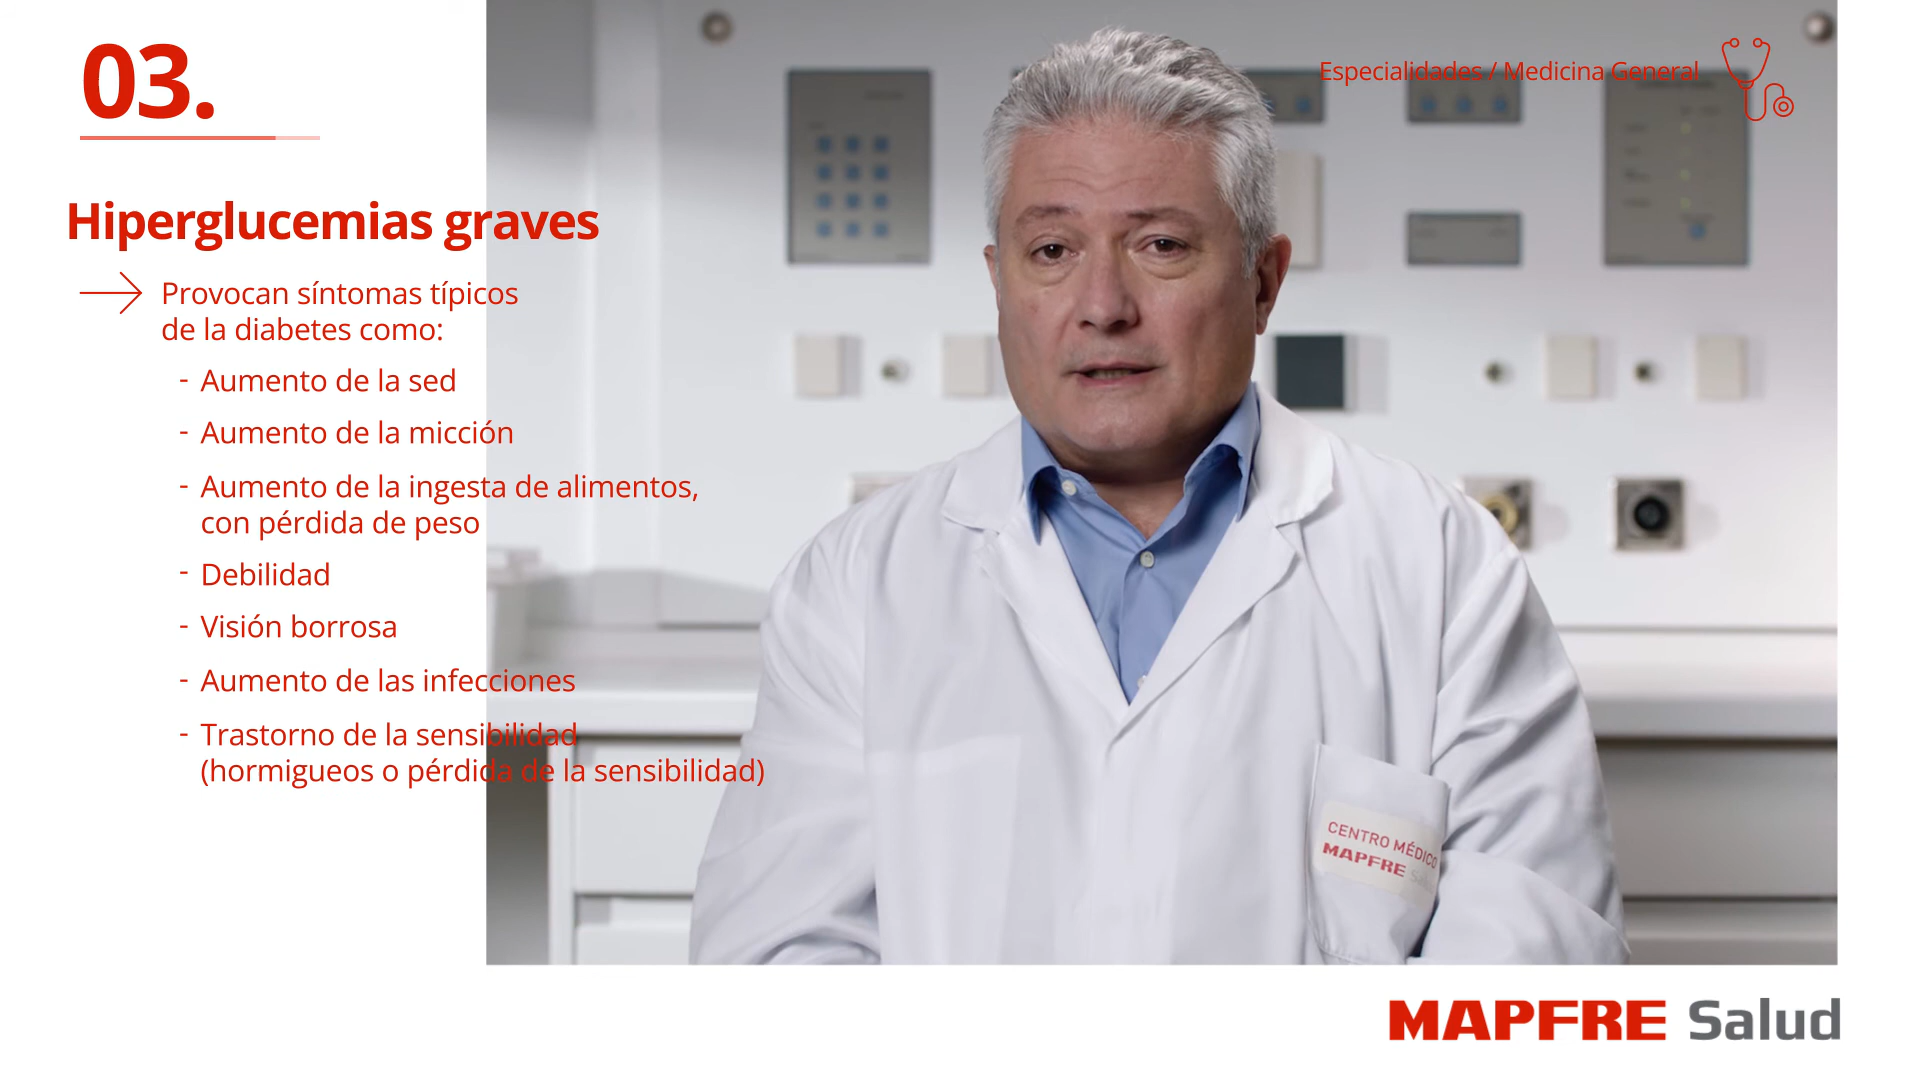 03.
Especialidades / Medicina General
Hiperglucemias graves
Provocan síntomas típicos
de la diabetes como:
- Aumento de la sed
- Aumento de la micción
- Aumento de la ingesta de alimentos,
con pérdida de peso
- Debilidad
- Visión borrosa
- Aumento de las infecciones
- Trastorno de la sensibilidad
(hormigueos o pérdida de la sensibilidad)
CENTRO MÉDICO
MAPFRE
MAPFRE Salud